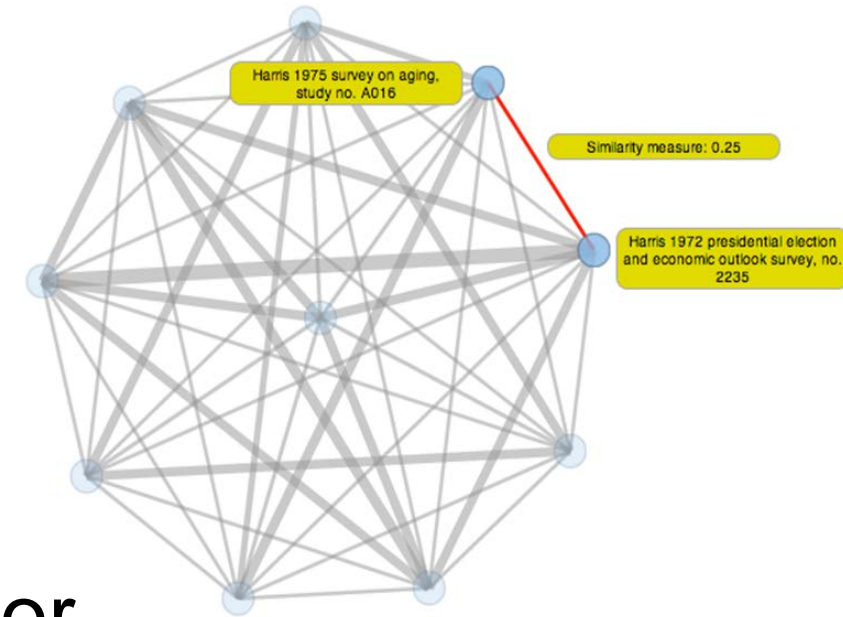 Harris 1975 survey on aging,
study no. A016
Similarity measure: 0.25
Harris 1972 presidential election
and economic outlook survey, no.
2235
or